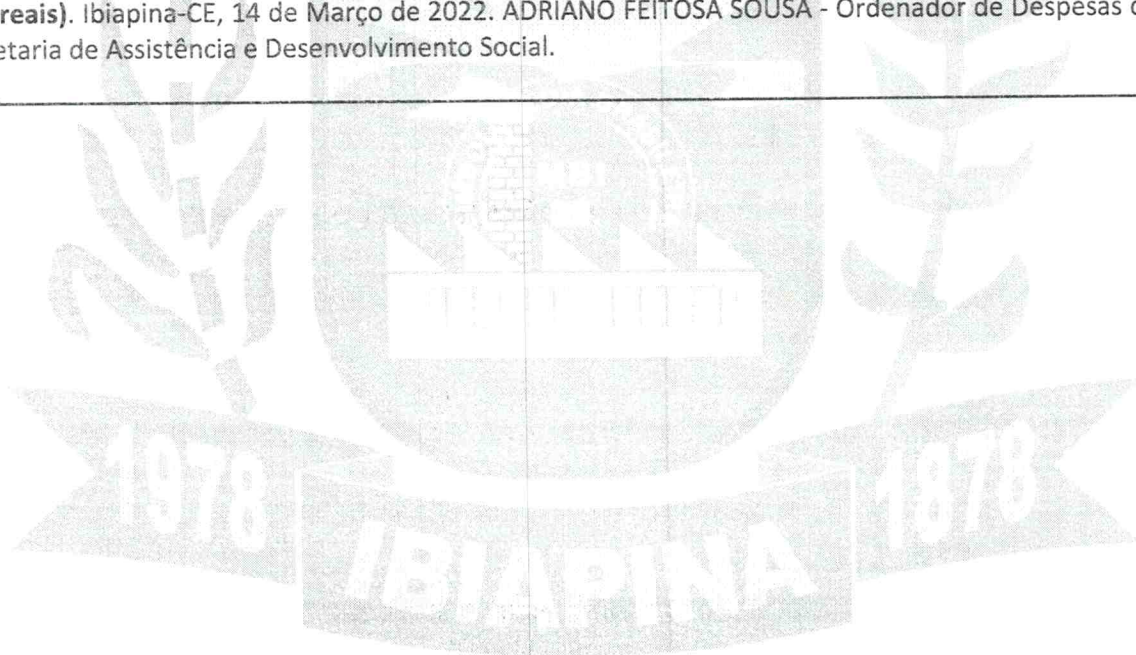 reais). Ibiapina-CE, 14 de Março de 2022. ADRIANO FEITOSA SOUSA - Ordenador de Despesas
etaria de Assistência e Desenvolvimento Social.
1978
1878
IBIAPINA